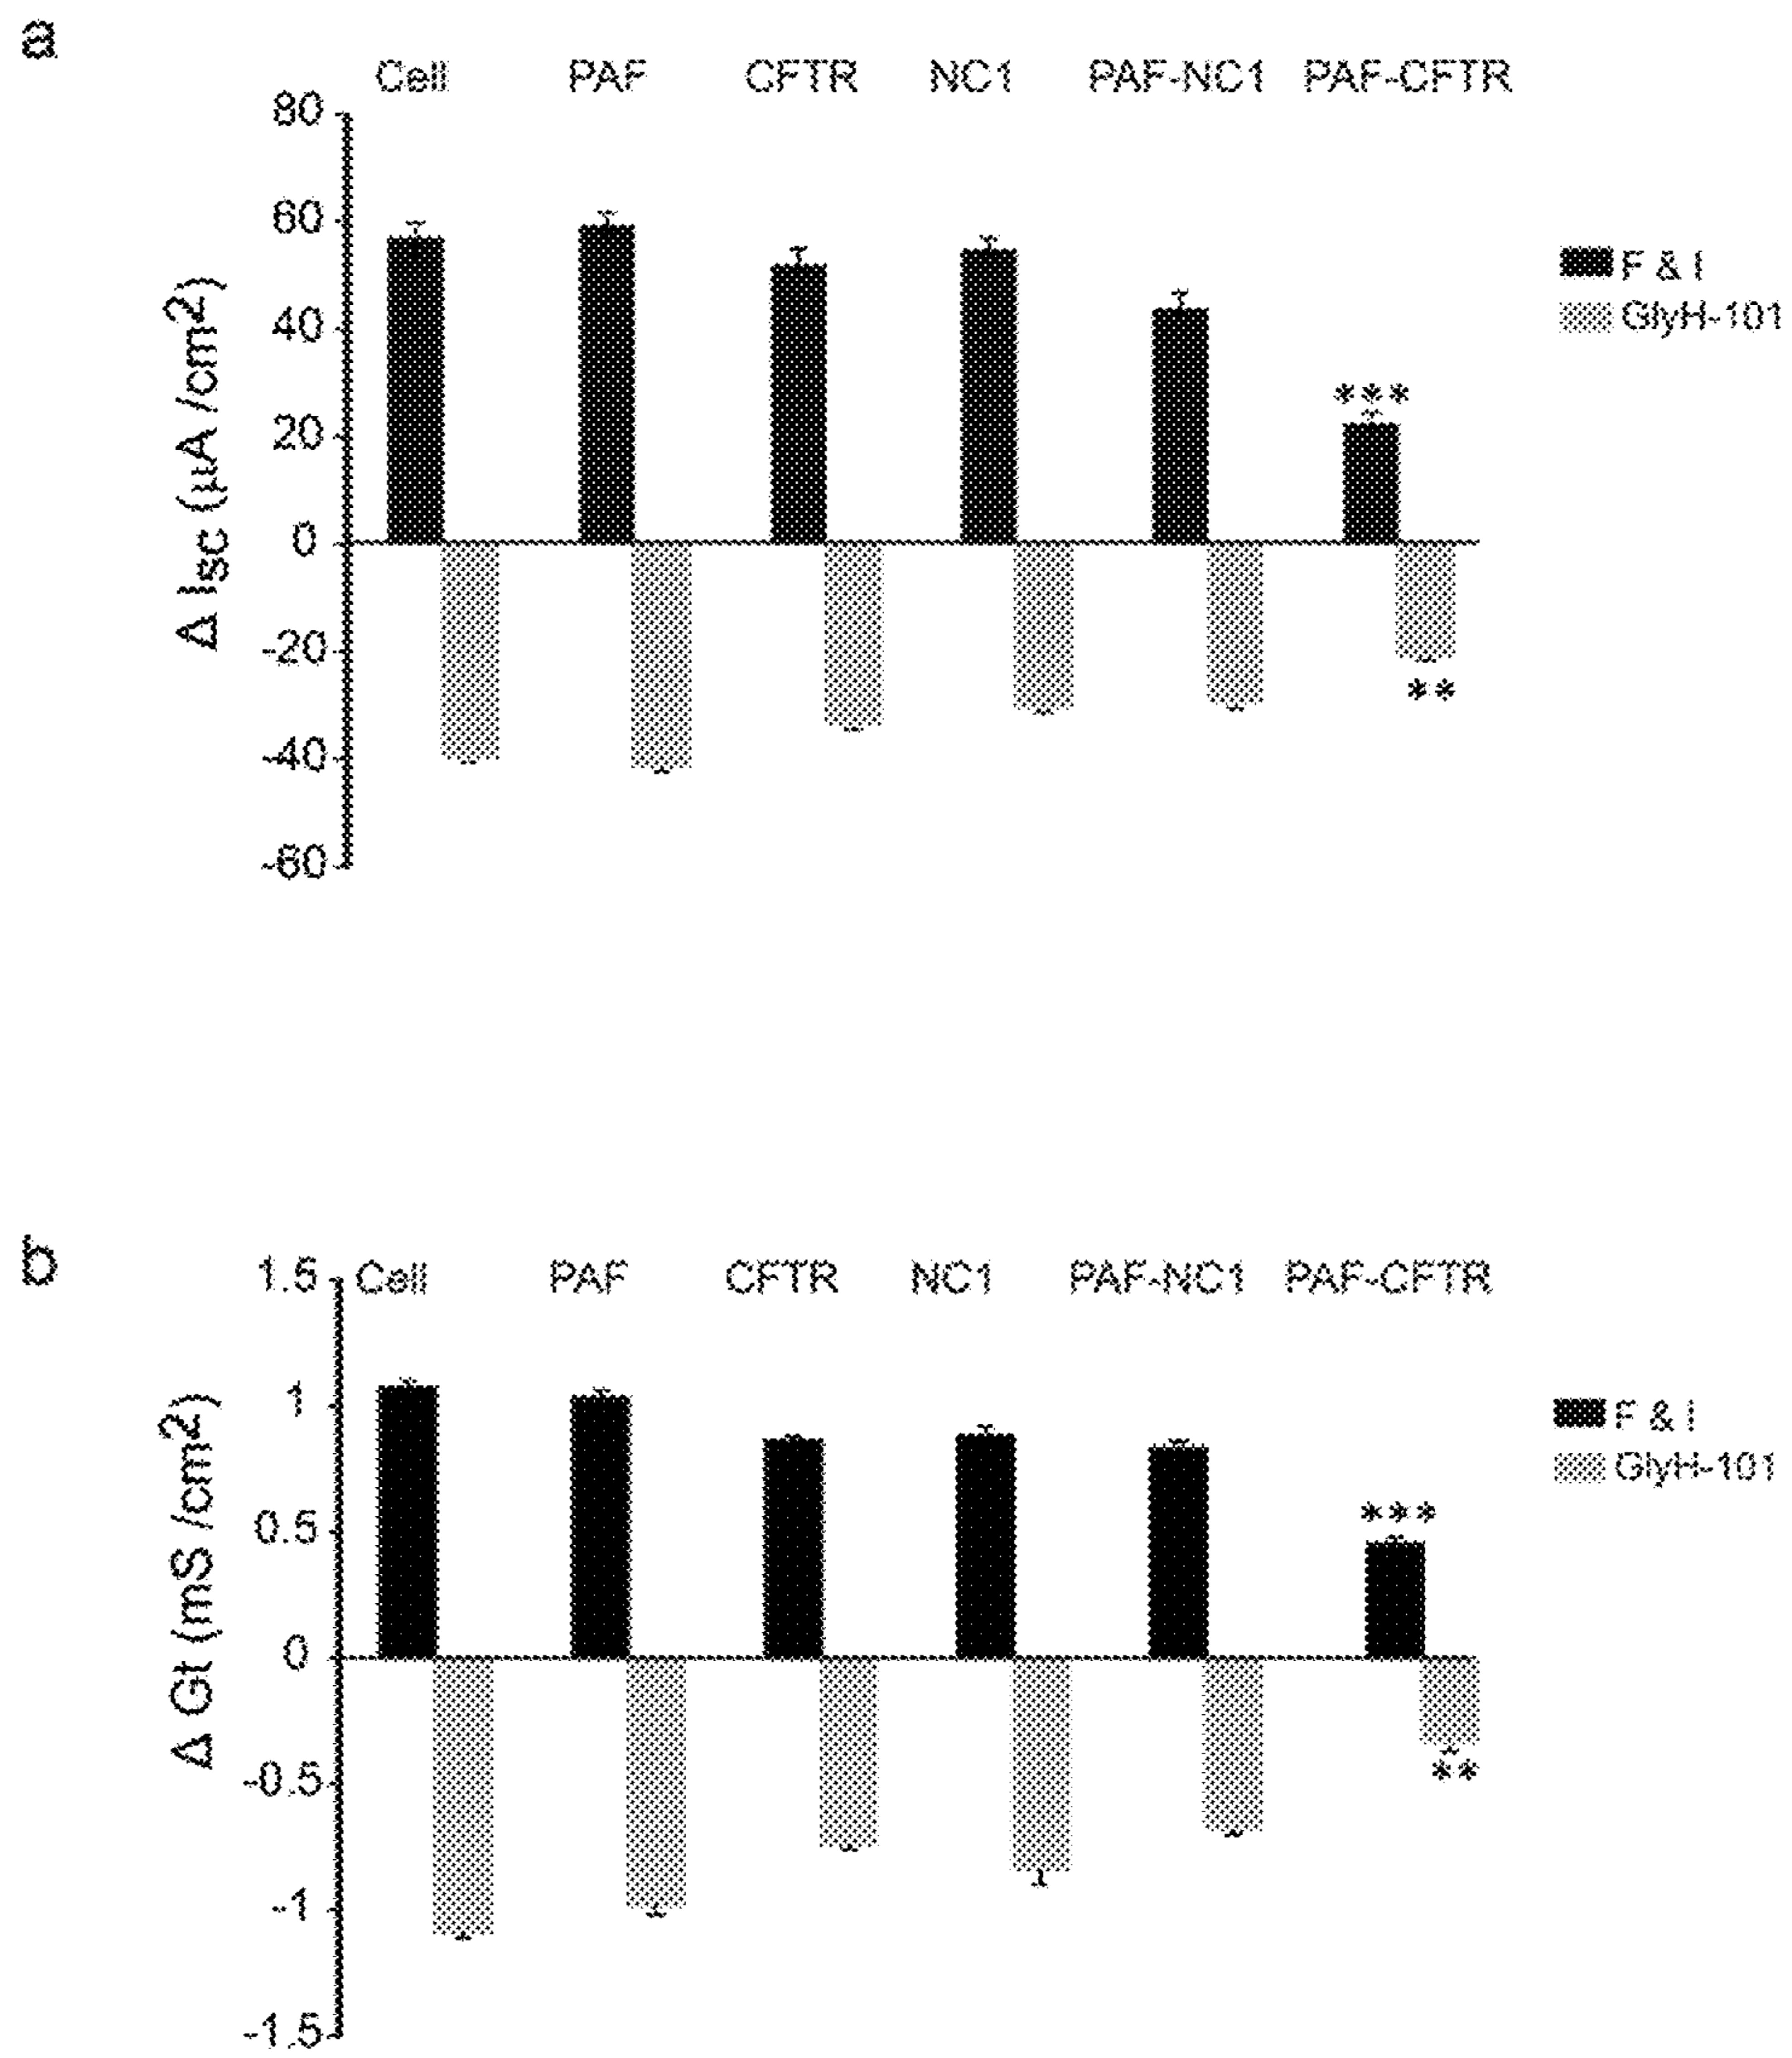 a
Cell PAF CFTR NC1 PAF-NC1 PAF-CFTR
80
60
40
20
0
-20
-40
-60
Δ Isc (µA /cm2)
F & I
GlyH-101
***
**
b
Cell PAF CFTR NC1 PAF-NC1 PAF-CFTR
1.5
1
0.5
0
-0.5
-1
-1.5
Δ Gt (mS /cm2)
F & I
GlyH-101
***
**